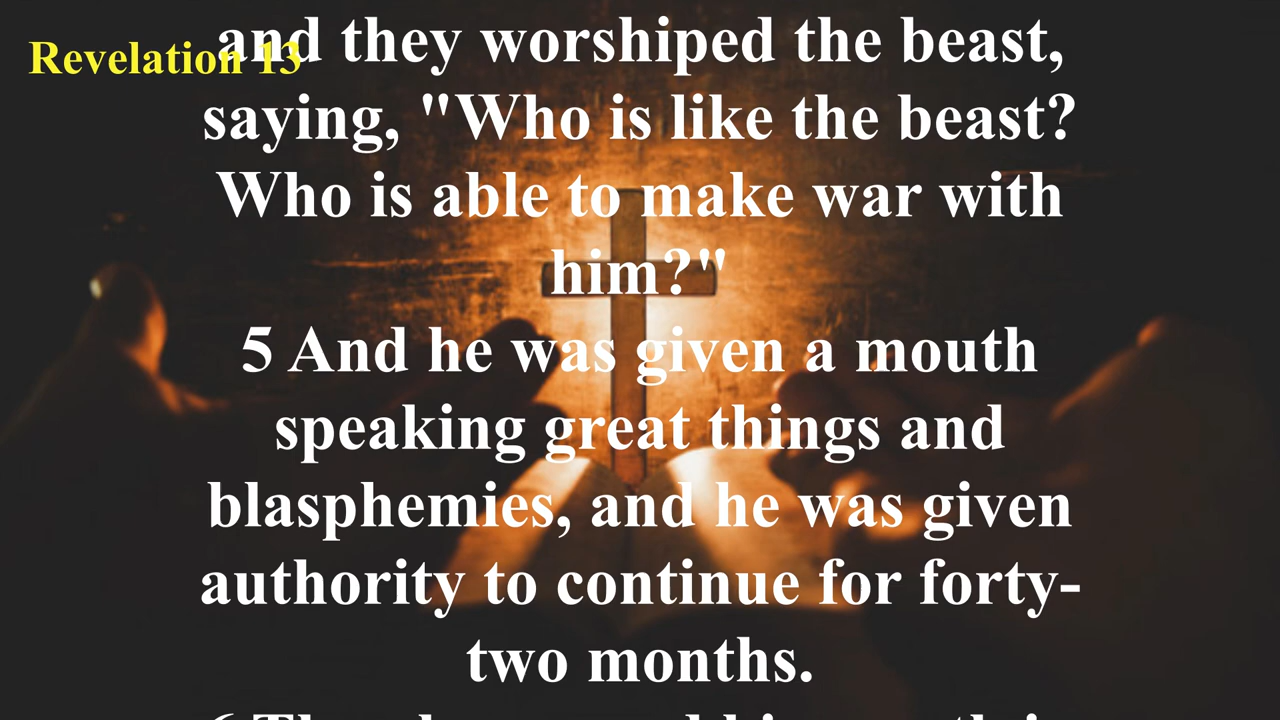 Revelation 13
and they worshiped the beast,
saying, "Who is like the beast?
Who is able to make war with
him?"
5 And he was given a mouth
speaking great things and
blasphemies, and he was given
authority to continue for forty-
two months.